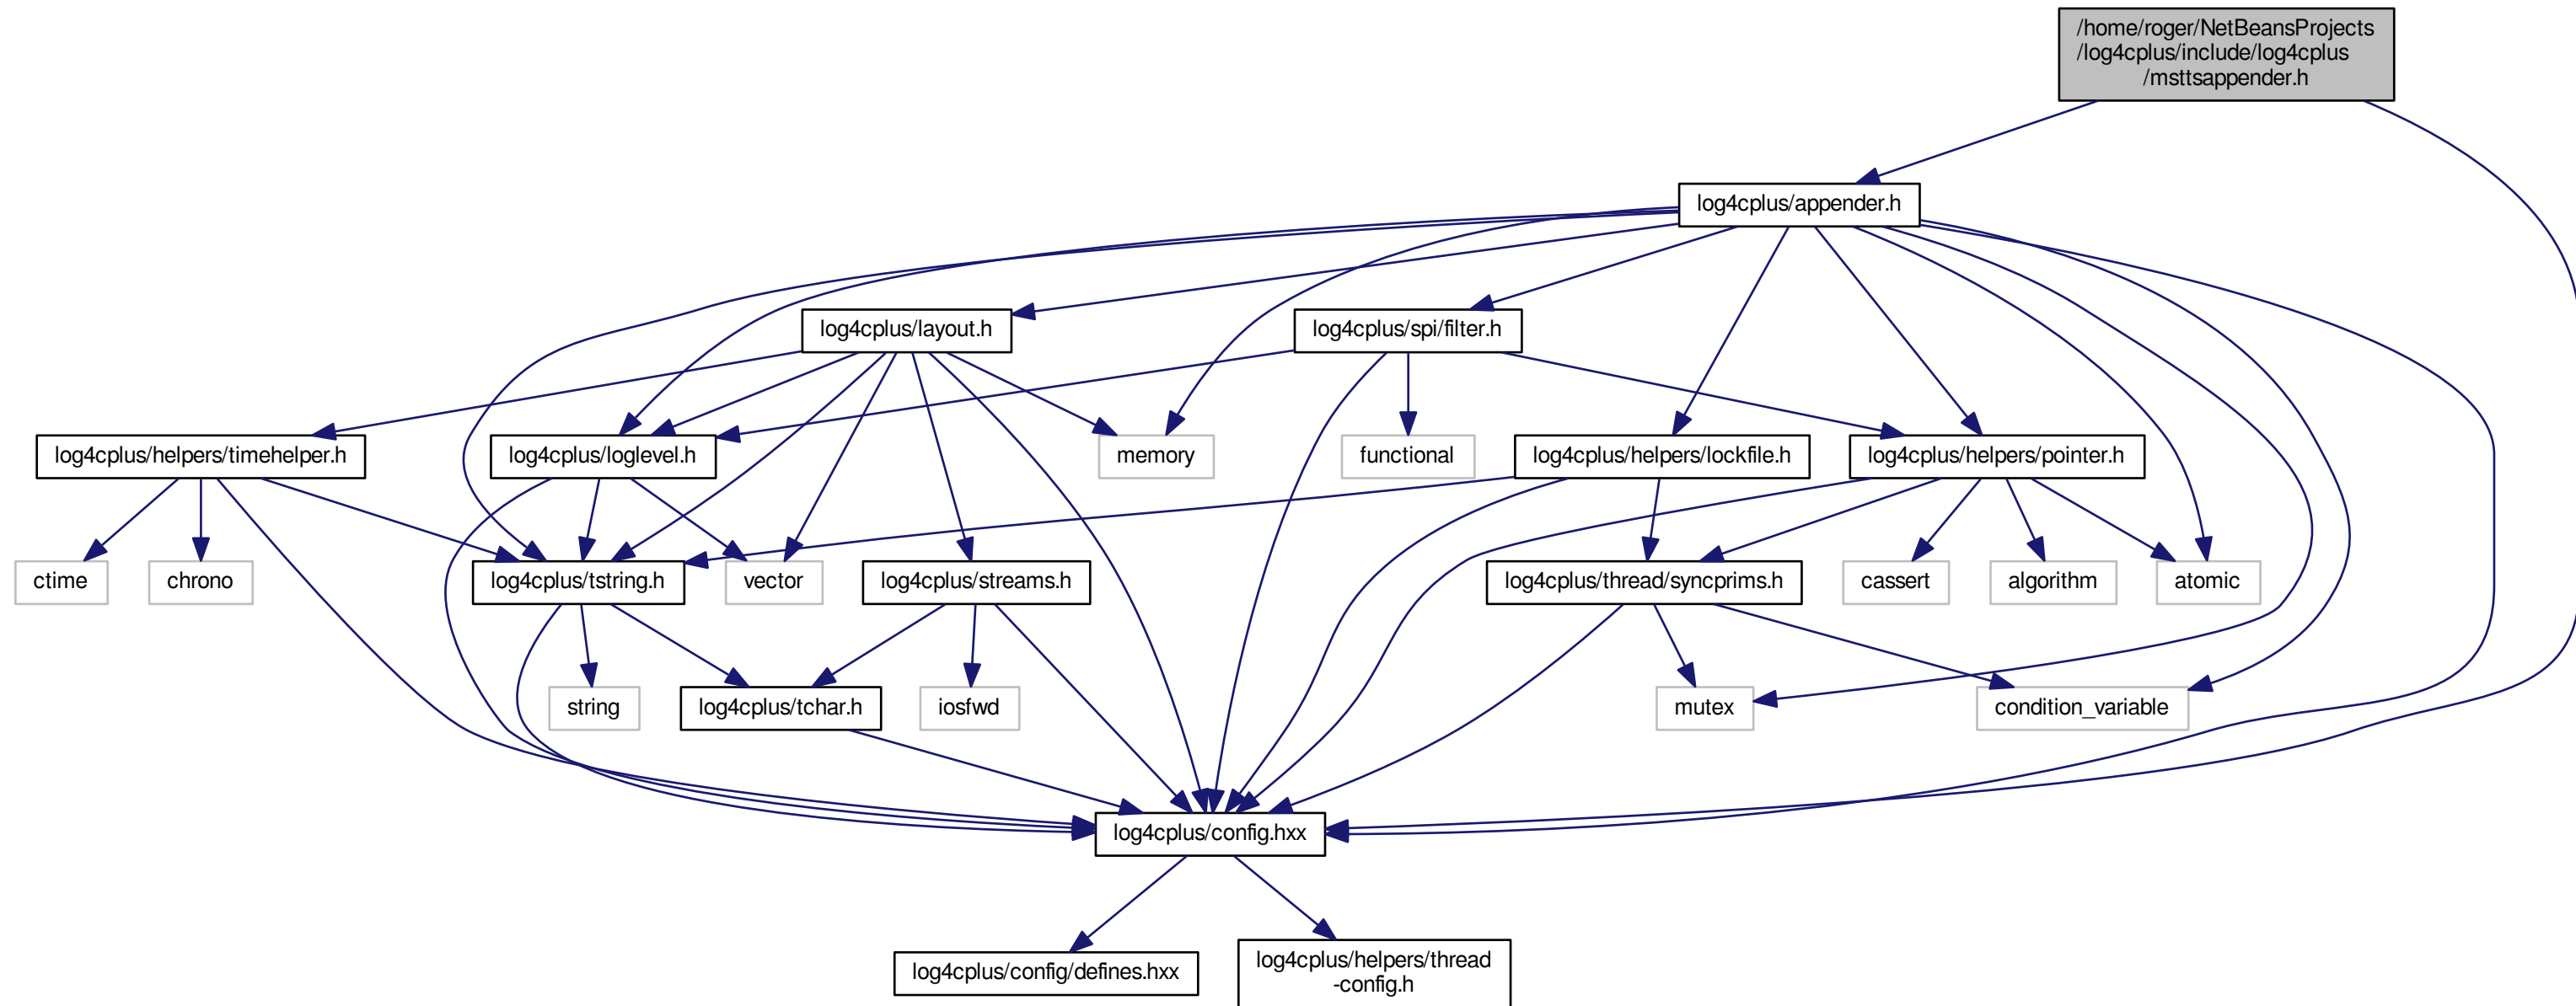 /home/roger/NetBeansProjects
/log4cplus/include/log4cplus
/msttsappender.h
log4cplus/appender.h
log4cplus/layout.h
log4cplus/spi/filter.h
log4cplus/helpers/timehelper.h
log4cplus/loglevel.h
memory
functional
log4cplus/helpers/lockfile.h
log4cplus/helpers/pointer.h
ctime
chrono
log4cplus/tstring.h
vector
log4cplus/streams.h
log4cplus/thread/syncprims.h
cassert
algorithm
atomic
string
log4cplus/tchar.h
iosfwd
mutex
condition_variable
log4cplus/config.hxx
log4cplus/config/defines.hxx
log4cplus/helpers/thread
-config.h